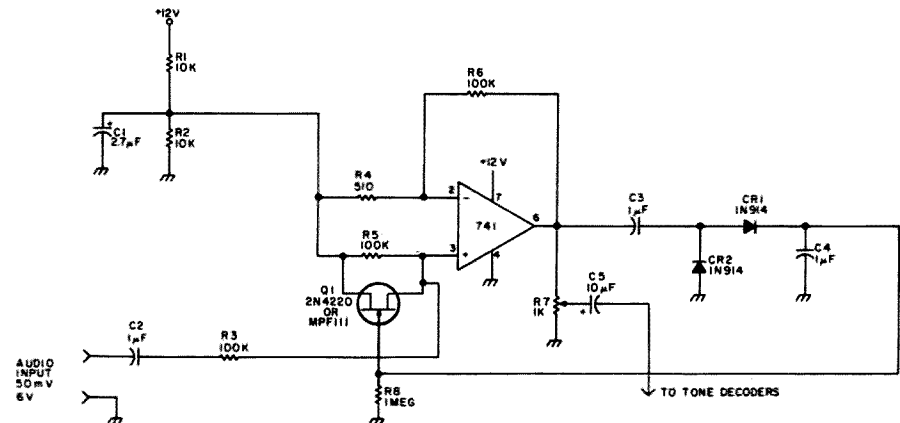 +12V
R1
10K
C1
2.7µF
+
R2
10K
R6
100K
+12V
R4
510
2
−
7
741
6
R5
100K
3
+
4
C3
1µF
CR1
1N914
CR2
1N914
C4
1µF
Q1
2N4220
OR
MPF111
R7
1K
C5
10µF
+
C2
1µF
R3
100K
AUDIO
INPUT
50mV
6V
R8
1MEG
TO TONE DECODERS